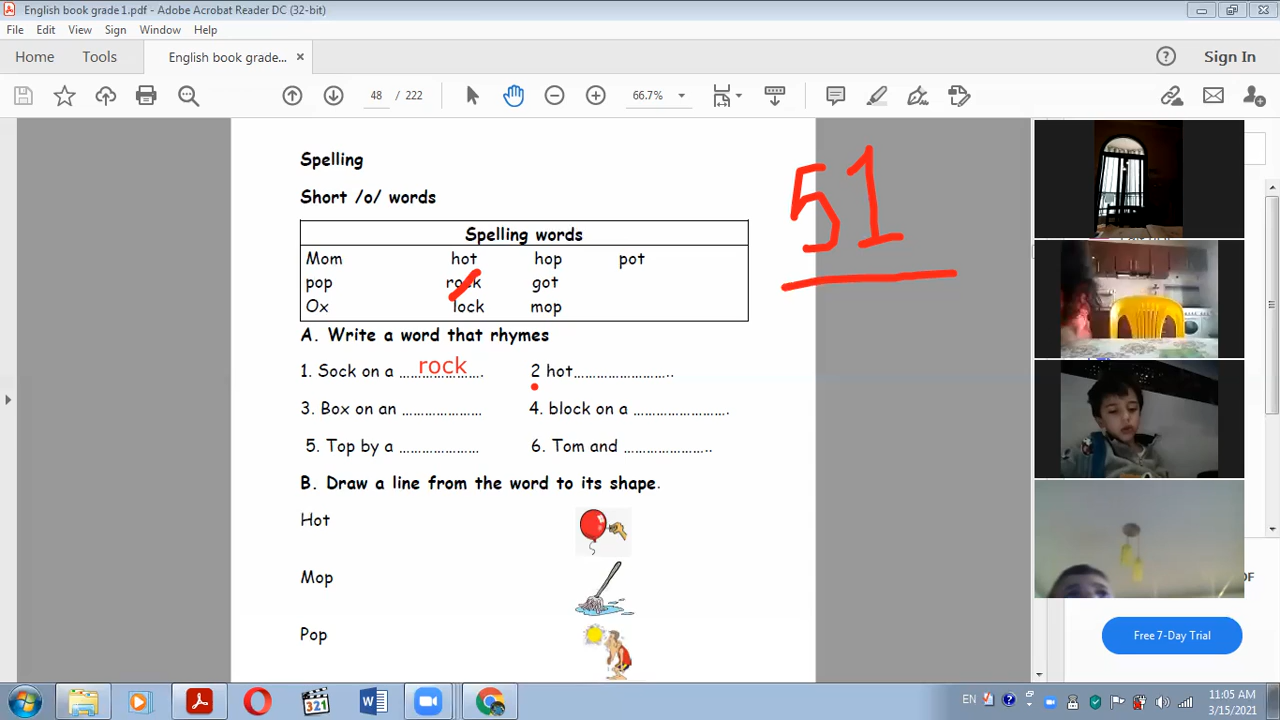 English book grade 1.pdf - Adobe Acrobat Reader DC (32-bit)
File Edit View Sign Window Help
Home Tools English book grade... × Sign In
48 / 222 66.7%
Spelling
Short /o/ words
Spelling words
Mom hot hop pot
pop rock got
Ox lock mop
A. Write a word that rhymes
1. Sock on a ...rock.... 2 hot........................
3. Box on an ..................... 4. block on a ........................
5. Top by a ..................... 6. Tom and ......................
B. Draw a line from the word to its shape.
Hot
Mop
Pop
51
DF
Free 7-Day Trial
321
EN 11:05 AM
3/15/2021